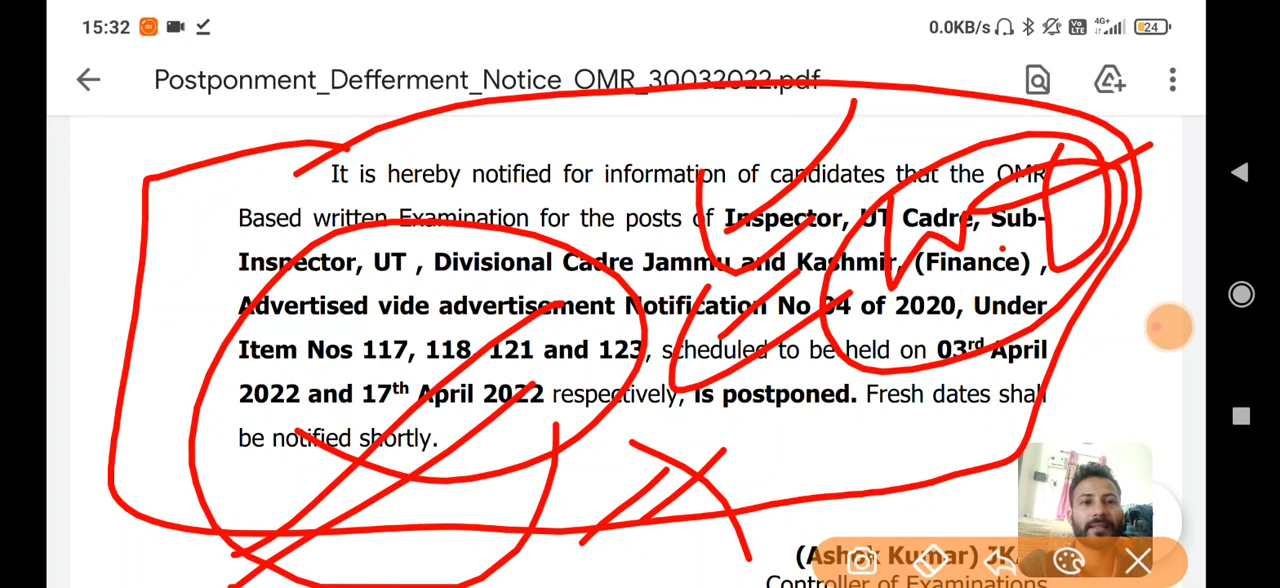 15:32 0.0KB/s Vo LTE 4G+ 24
Postponment_Defferment_Notice_OMR_30032022.pdf
It is hereby notified for information of candidates that the OMR
Based written Examination for the posts of Inspector, UT Cadre, Sub-
Inspector, UT , Divisional Cadre Jammu and Kashmir, (Finance) ,
Advertised vide advertisement Notification No 04 of 2020, Under
Item Nos 117, 118, 121 and 123, scheduled to be held on 03rd April
2022 and 17th April 2022 respectively, is postponed. Fresh dates shall
be notified shortly.
(Ashok Kumar)
Controller of Examinations